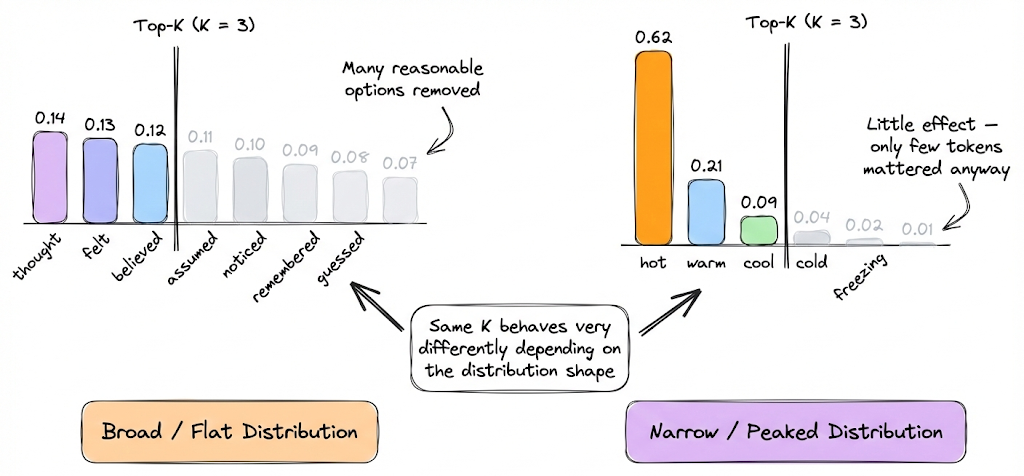 Top-K (K = 3)
Many reasonable
options removed
0.14
0.13
0.12
0.11
0.10
0.09
0.08
0.07
thought
felt
believed
assumed
noticed
remembered
guessed
Top-K (K = 3)
0.62
0.21
0.09
0.04
0.02
0.01
Little effect —
only few tokens
mattered anyway
hot
warm
cool
cold
freezing
Same K behaves very
differently depending on
the distribution shape
Broad / Flat Distribution
Narrow / Peaked Distribution